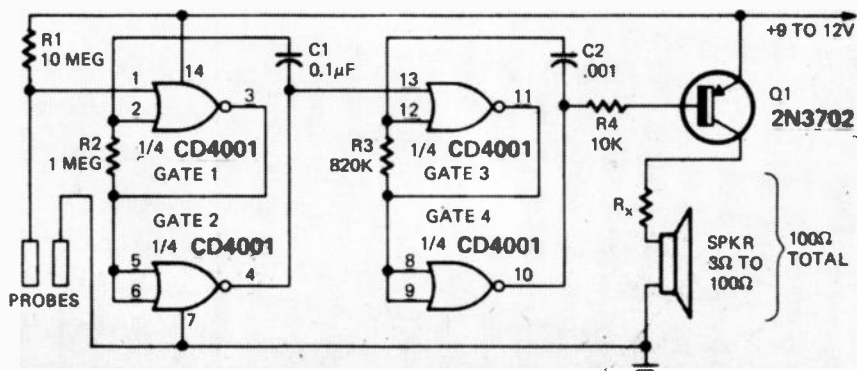 R1
10 MEG
1
2
14
3
C1
0.1µF
R2
1 MEG
1/4 CD4001
GATE 1
GATE 2
1/4 CD4001
5
6
4
7
PROBES
13
12
11
C2
.001
R3
820K
1/4 CD4001
GATE 3
GATE 4
1/4 CD4001
8
9
10
R4
10K
+9 TO 12V
Q1
2N3702
Rx
SPKR
3Ω TO
100Ω
100Ω
TOTAL